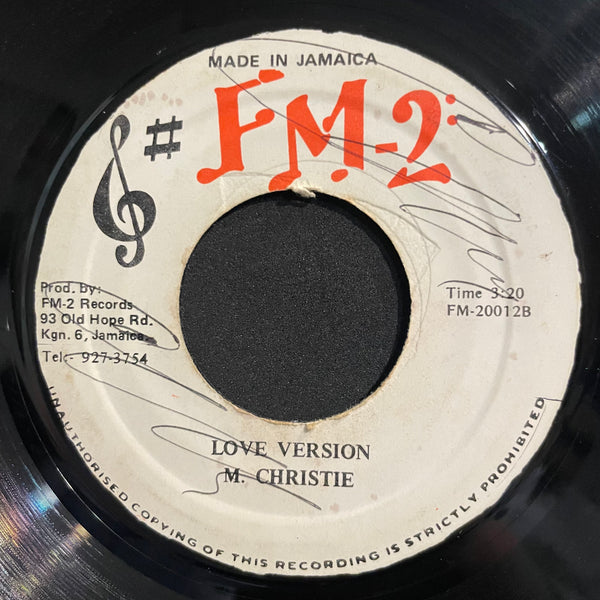 MADE IN JAMAICA
FM-2
Prod. by:
FM-2 Records
93 Old Hope Rd.
Kgn. 6, Jamaica.
Tel:- 927-3754
Time 3:20
FM-20012B
LOVE VERSION
M. CHRISTIE
UNAUTHORISED COPYING OF THIS RECORDING IS STRICTLY PROHIBITED